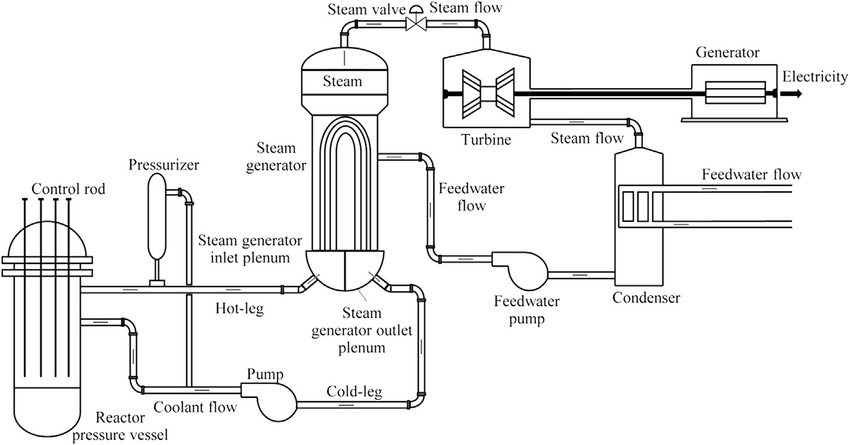 Steam valve
Steam flow
Generator
Electricity
Steam
Turbine
Steam flow
Steam
generator
Pressurizer
Feedwater
flow
Feedwater flow
Control rod
Steam generator
inlet plenum
Hot-leg
Steam
generator outlet
plenum
Feedwater
pump
Condenser
Pump
Cold-leg
Coolant flow
Reactor
pressure vessel